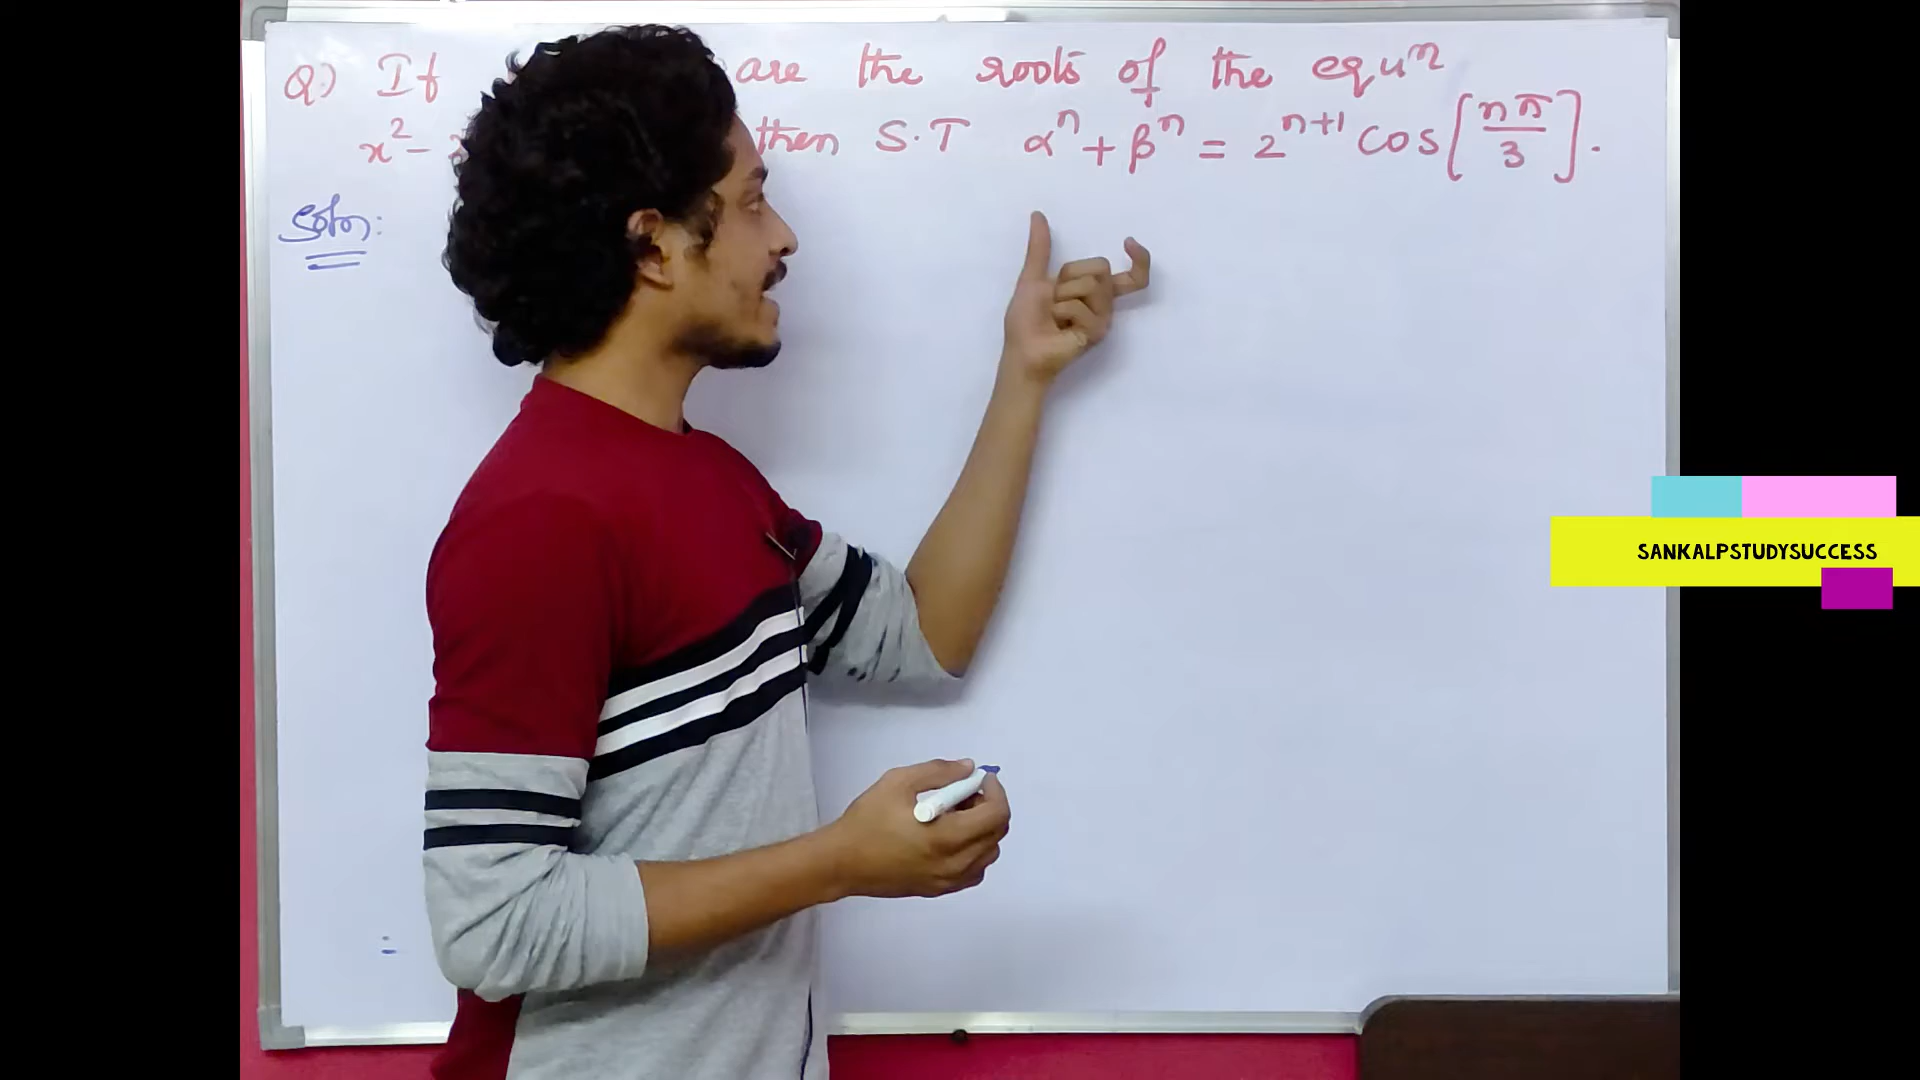 Q.) If are the roots of the equⁿ
x² - then S.T αⁿ + βⁿ = 2ⁿ⁺¹ cos[nπ/3].
Soln:
SANKALPSTUDYSUCCESS